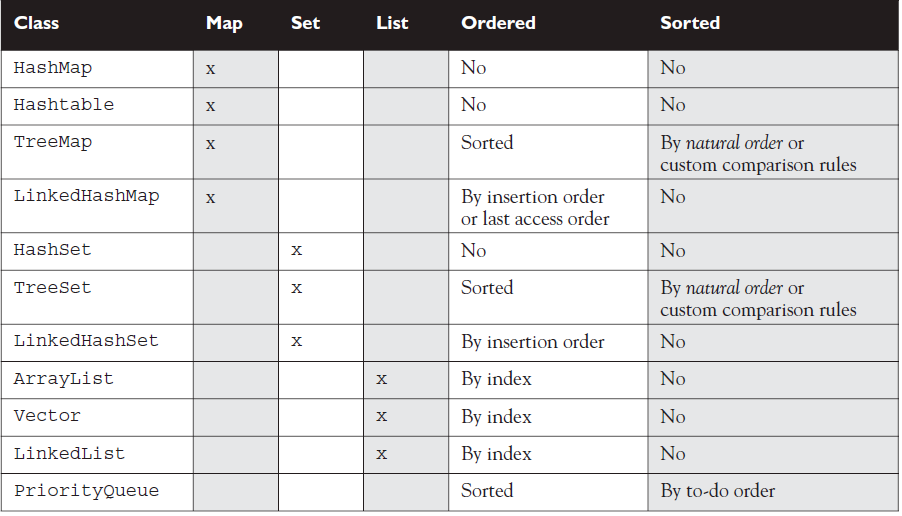 Class Map Set List Ordered Sorted
HashMap x No No
Hashtable x No No
TreeMap x Sorted By natural order or
custom comparison rules
LinkedHashMap x By insertion order No
or last access order
HashSet x No No
TreeSet x Sorted By natural order or
custom comparison rules
LinkedHashSet x By insertion order No
ArrayList x By index No
Vector x By index No
LinkedList x By index No
PriorityQueue Sorted By to-do order